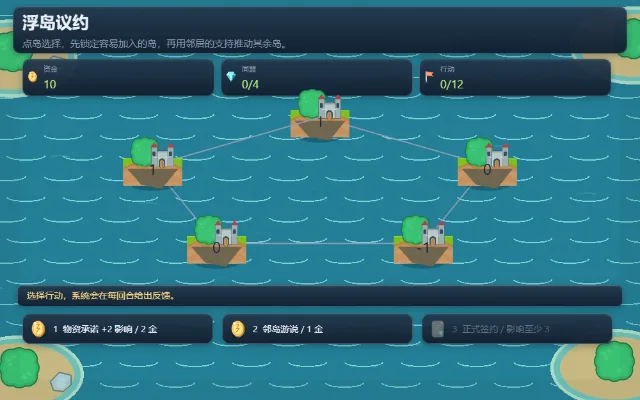 浮岛议约
点岛选择，先锁定容易加入的岛，再用邻居的支持推动其余岛。
资金
10
同盟
0/4
行动
0/12
1
1
0
0
-1
选择行动，系统会在每回合给出反馈。
1 物资承诺 +2 影响 / 2 金
2 邻岛游说 / 1 金
3 正式签约 / 影响至少 3